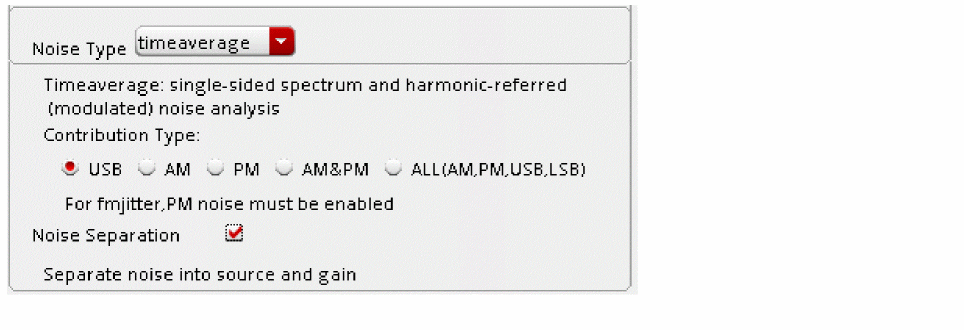 Noise Type timeaverage
Timeaverage: single-sided spectrum and harmonic-referred
(modulated) noise analysis
Contribution Type:
USB AM PM AM&PM ALL(AM,PM,USB,LSB)
For fmjitter,PM noise must be enabled
Noise Separation
Separate noise into source and gain